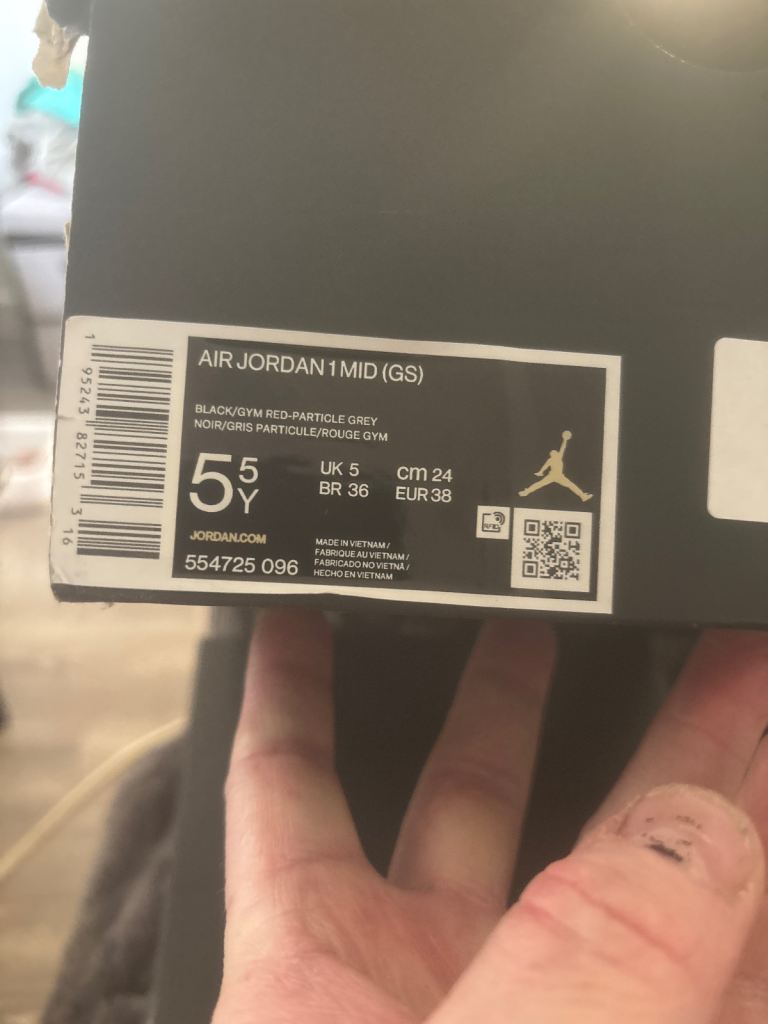 AIR JORDAN 1 MID (GS)
BLACK/GYM RED-PARTICLE GREY
NOIR/GRIS PARTICULE/ROUGE GYM
5 5Y
UK 5 cm 24
BR 36 EUR 38
JORDAN.COM
554725 096
MADE IN VIETNAM /
FABRIQUE AU VIETNAM /
FABRICADO NO VIETNÃ /
HECHO EN VIETNAM
1 95243 82715 3 16